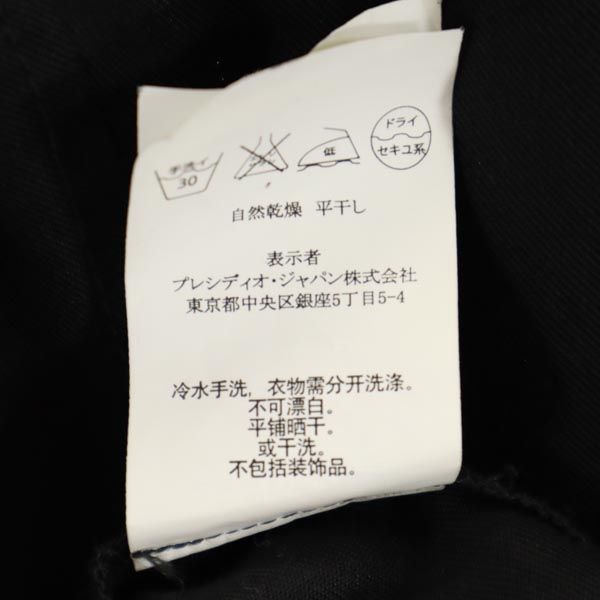 手洗イ
30
低
ドライ
セキユ系
自然乾燥 平干し
表示者
プレシディオ・ジャパン株式会社
東京都中央区銀座5丁目5-4
冷水手洗，衣物需分开洗涤。
不可漂白。
平铺晒干。
或干洗。
不包括装饰品。